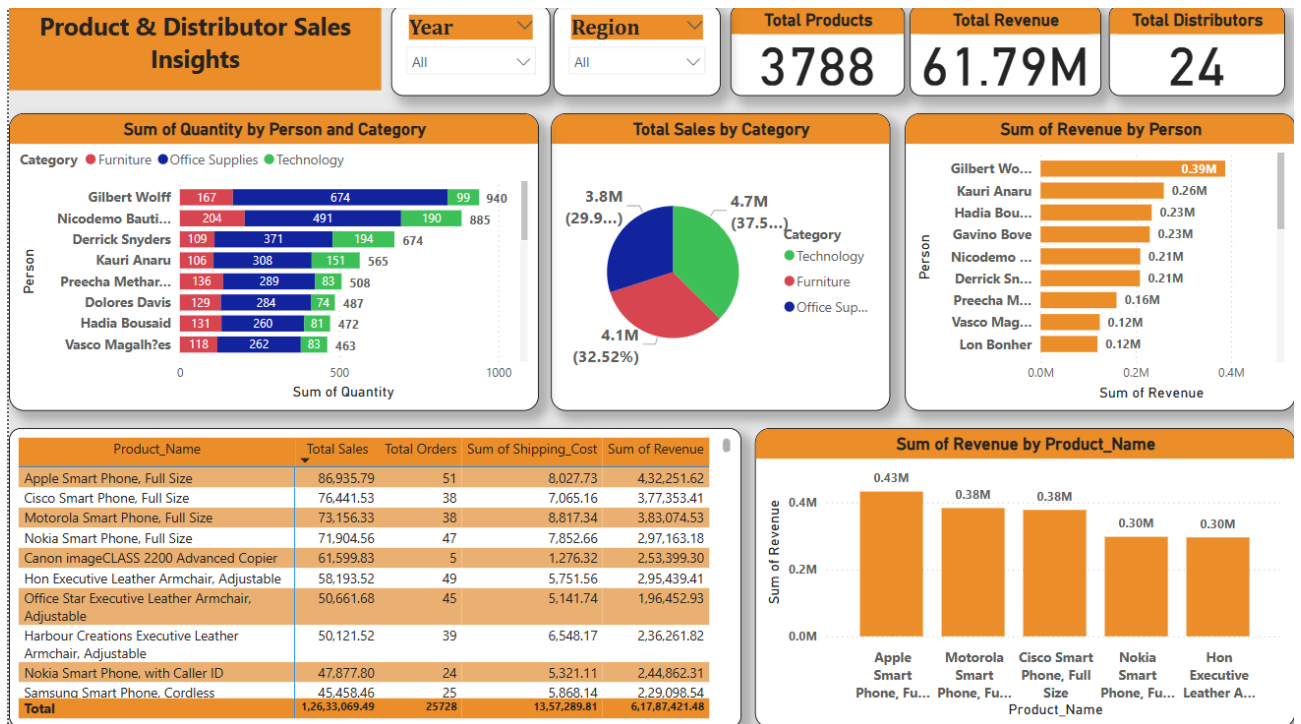 Product & Distributor Sales
Insights
Year
All
Region
All
Total Products
3788
Total Revenue
61.79M
Total Distributors
24
Sum of Quantity by Person and Category
Category Furniture Office Supplies Technology
Person
Gilbert Wolff 167 674 99 940
Nicodemo Bauti... 204 491 190 885
Derrick Snyders 109 371 194 674
Kauri Anaru 106 308 151 565
Preecha Methar... 136 289 83 508
Dolores Davis 129 284 74 487
Hadia Bousaid 131 260 81 472
Vasco Magalh?es 118 262 83 463
0 500 1000
Sum of Quantity
Total Sales by Category
3.8M
(29.9...)
4.7M
(37.5...)
4.1M
(32.52%)
Category
Technology
Furniture
Office Sup...
Sum of Revenue by Person
Person
Gilbert Wo... 0.39M
Kauri Anaru 0.26M
Hadia Bou... 0.23M
Gavino Bove 0.23M
Nicodemo ... 0.21M
Derrick Sn... 0.21M
Preecha M... 0.16M
Vasco Mag... 0.12M
Lon Bonher 0.12M
0.0M 0.2M 0.4M
Sum of Revenue
Product_Name Total Sales Total Orders Sum of Shipping_Cost Sum of Revenue
Apple Smart Phone, Full Size 86,935.79 51 8,027.73 4,32,251.62
Cisco Smart Phone, Full Size 76,441.53 38 7,065.16 3,77,353.41
Motorola Smart Phone, Full Size 73,156.33 38 8,817.34 3,83,074.53
Nokia Smart Phone, Full Size 71,904.56 47 7,852.66 2,97,163.18
Canon imageCLASS 2200 Advanced Copier 61,599.83 5 1,276.32 2,53,399.30
Hon Executive Leather Armchair, Adjustable 58,193.52 49 5,751.56 2,95,439.41
Office Star Executive Leather Armchair, 50,661.68 45 5,141.74 1,96,452.93
Adjustable
Harbour Creations Executive Leather 50,121.52 39 6,548.17 2,36,261.82
Armchair, Adjustable
Nokia Smart Phone, with Caller ID 47,877.80 24 5,321.11 2,44,862.31
Samsung Smart Phone, Cordless 45,458.46 25 5,868.14 2,29,098.54
Total 1,26,33,069.49 25728 13,57,289.81 6,17,87,421.48
Sum of Revenue by Product_Name
Sum of Revenue
0.4M
0.2M
0.0M
0.43M 0.38M 0.38M 0.30M 0.30M
Apple Motorola Cisco Smart Nokia Hon
Smart Smart Phone, Full Smart Executive
Phone, Fu... Phone, Fu... Size Phone, Fu... Leather A...
Product_Name